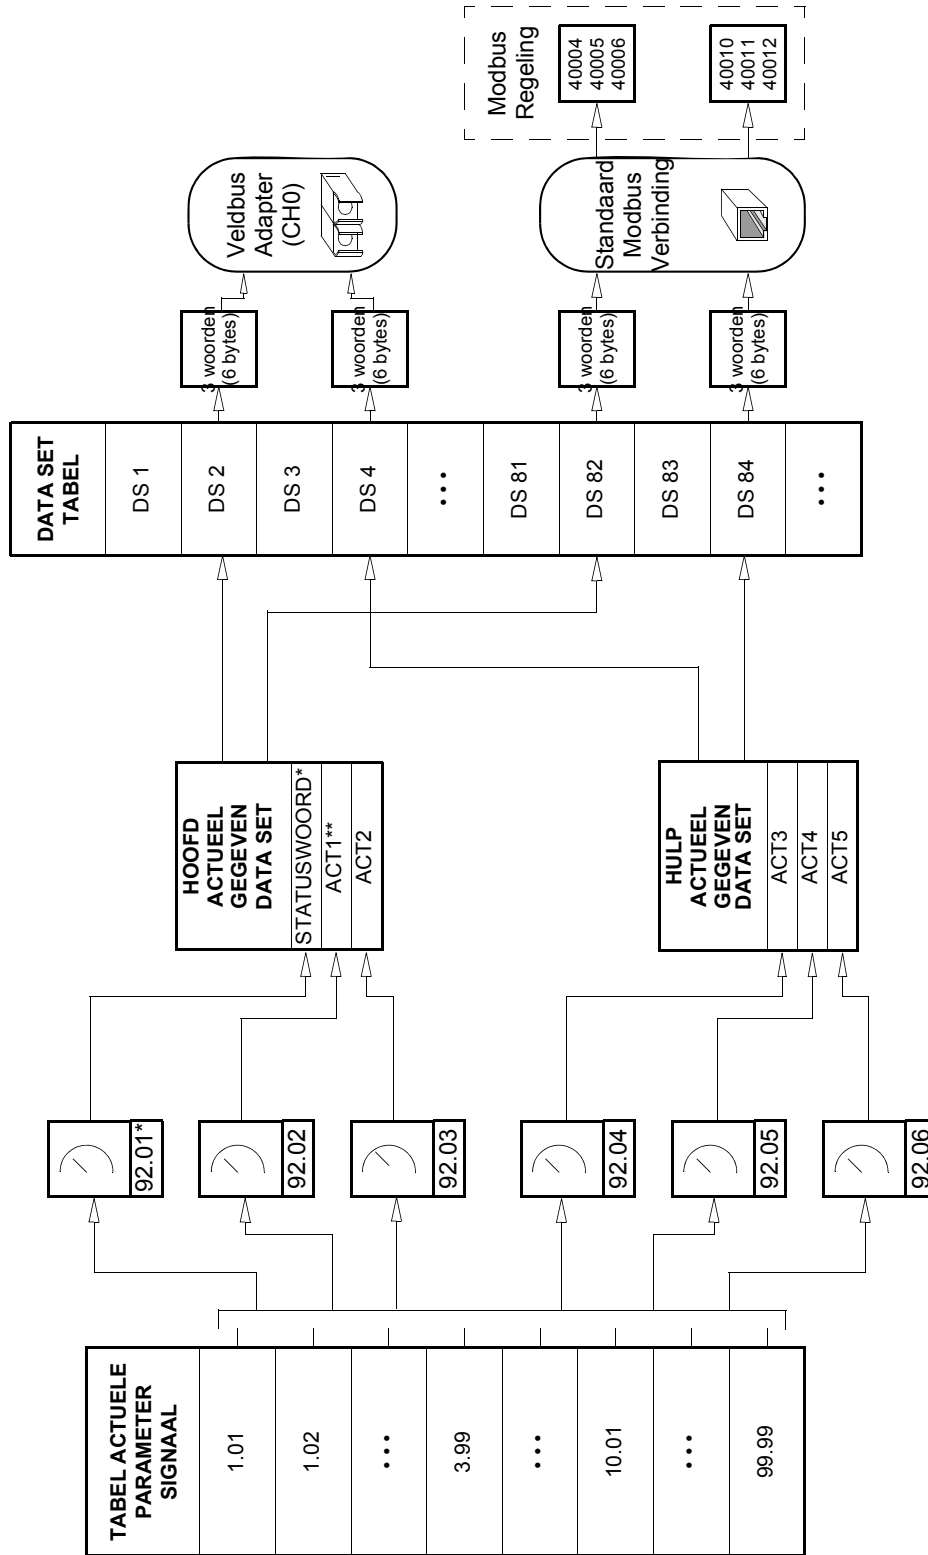 TABEL ACTUELE
PARAMETER
SIGNAAL
1.01
1.02
...
3.99
...
10.01
...
99.99
92.01*
92.02
92.03
92.04
92.05
92.06
HOOFD
ACTUEEL
GEGEVEN
DATA SET
STATUSWOORD*
ACT1**
ACT2
HULP
ACTUEEL
GEGEVEN
DATA SET
ACT3
ACT4
ACT5
DATA SET
TABEL
DS 1
DS 2
DS 3
DS 4
...
DS 81
DS 82
DS 83
DS 84
...
3 woorden
(6 bytes)
3 woorden
(6 bytes)
3 woorden
(6 bytes)
3 woorden
(6 bytes)
Veldbus
Adapter
(CH0)
Standaard
Modbus
Verbinding
Modbus
Regeling
40004
40005
40006
40010
40011
40012